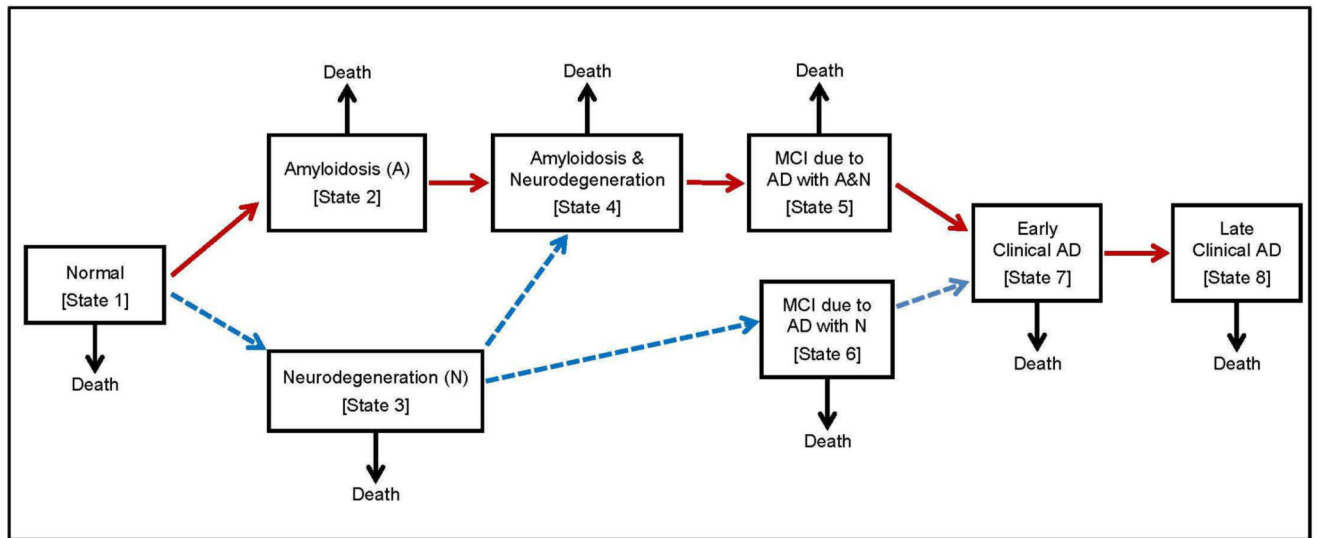 Death
Death
Death
Amyloidosis (A)
[State 2]
Amyloidosis &
Neurodegeneration
[State 4]
MCI due to
AD with A&N
[State 5]
Normal
[State 1]
Death
Early
Clinical AD
[State 7]
Death
Late
Clinical AD
[State 8]
Death
Neurodegeneration (N)
[State 3]
Death
MCI due to
AD with N
[State 6]
Death